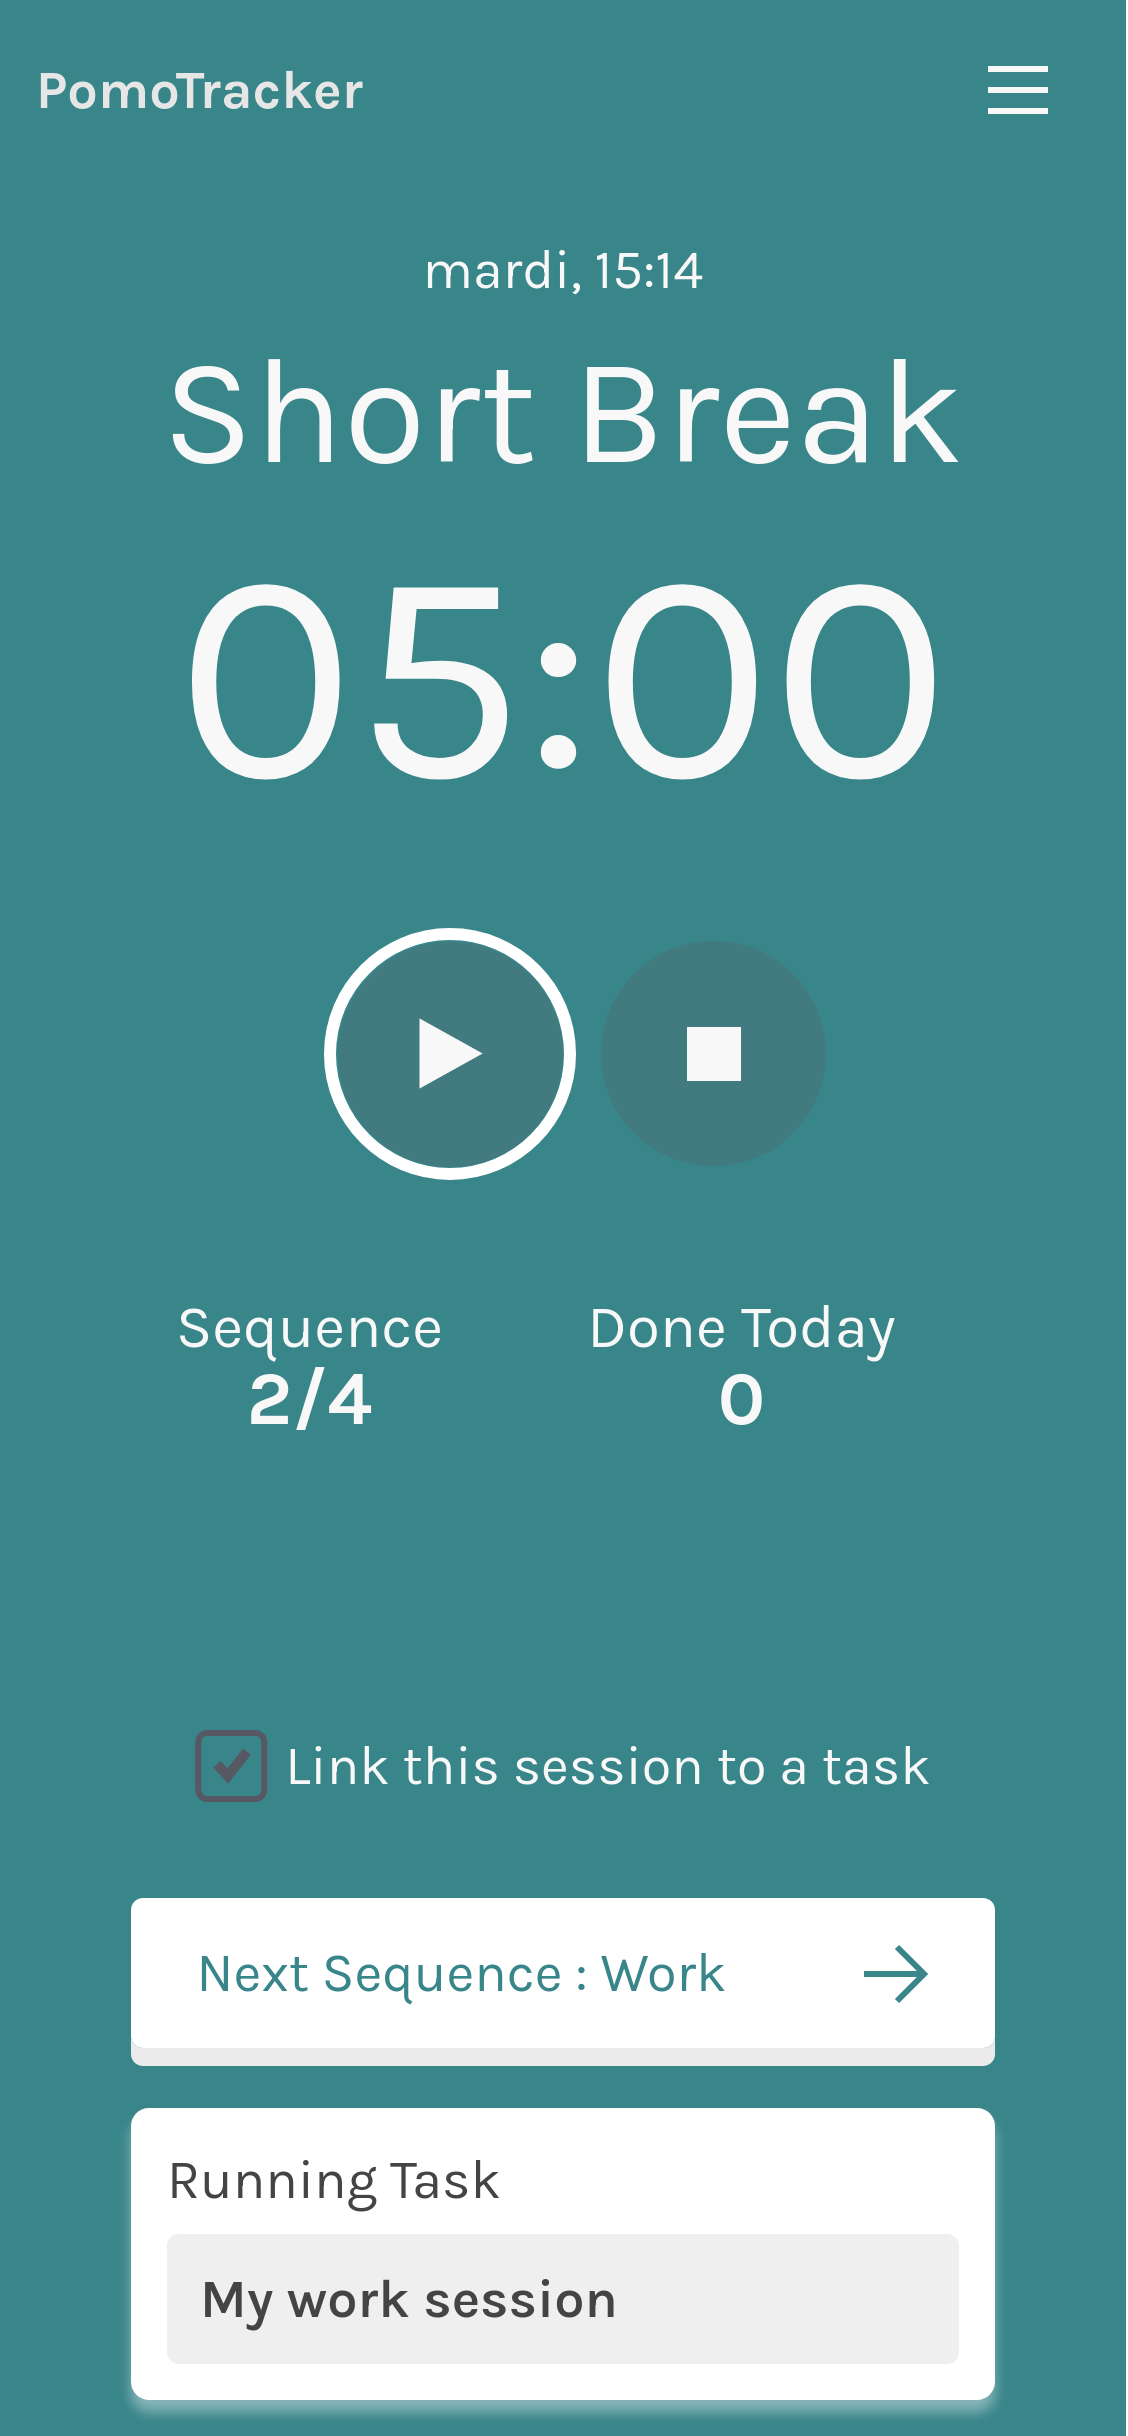 PomoTracker
mardi, 15:14
Short Break
05:00
Sequence
2/4
Done Today
0
Link this session to a task
Next Sequence : Work
Running Task
My work session